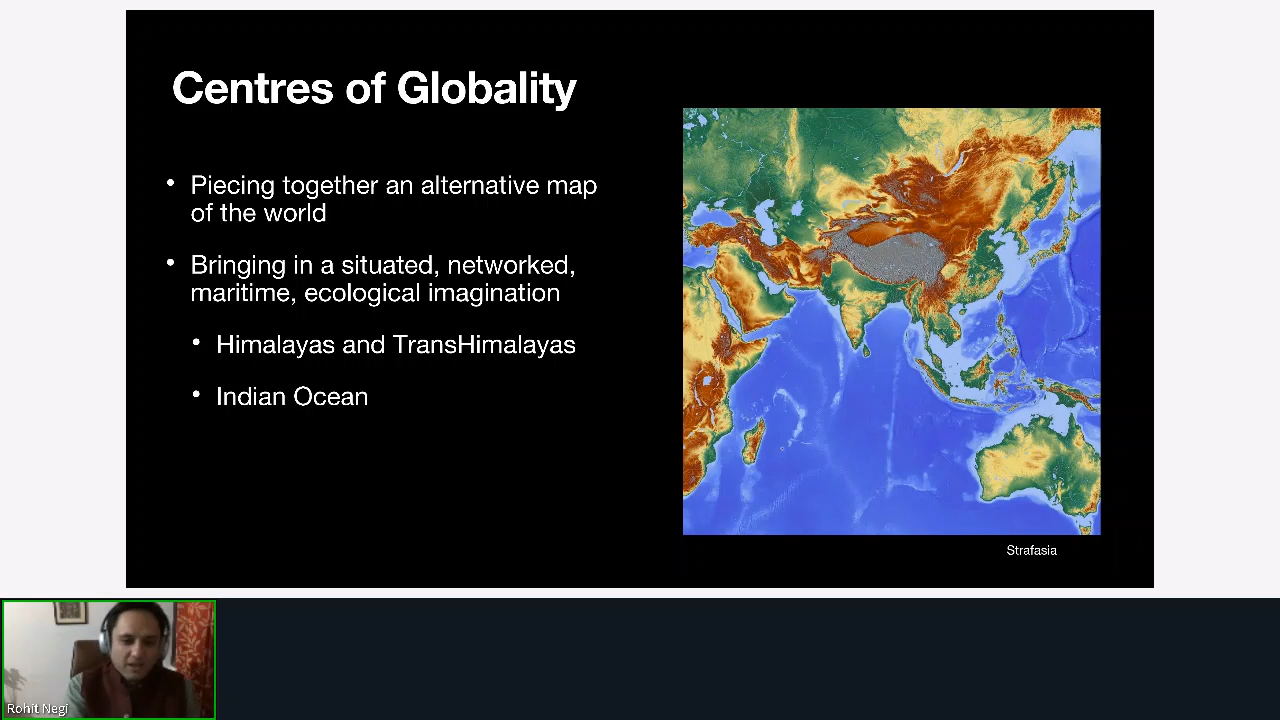 Centres of Globality
• Piecing together an alternative map
of the world
• Bringing in a situated, networked,
maritime, ecological imagination
• Himalayas and TransHimalayas
• Indian Ocean
Strafasia
Rohit Negi